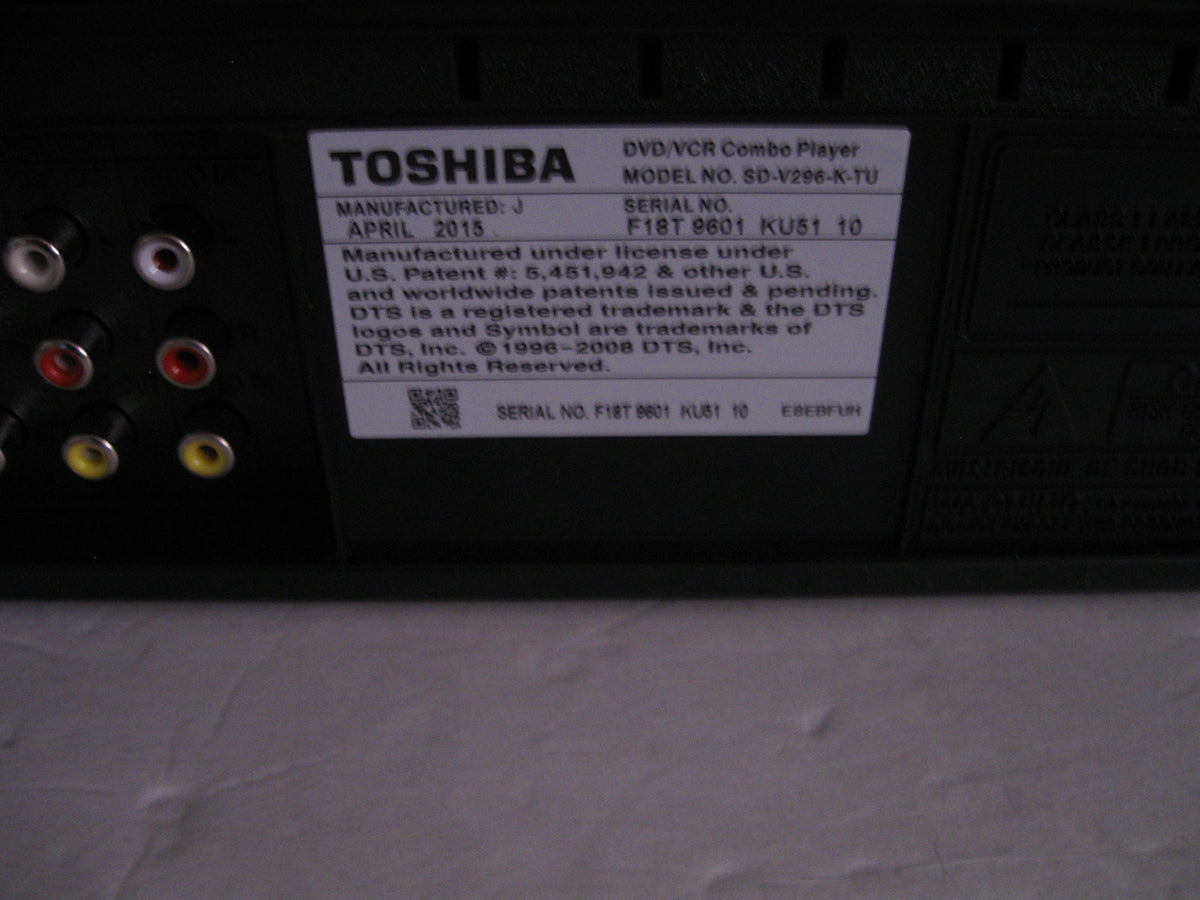 TOSHIBA
DVD/VCR Combo Player
MODEL NO. SD-V296-K-TU
MANUFACTURED: J
APRIL 2015
SERIAL NO.
F18T 9601 KU51 10
Manufactured under license under
U.S. Patent #: 5,451,942 & other U.S.
and worldwide patents issued & pending.
DTS is a registered trademark & the DTS
logos and Symbol are trademarks of
DTS, Inc. © 1996-2008 DTS, Inc.
All Rights Reserved.
SERIAL NO. F18T 9601 KU51 10 E8EBFUH